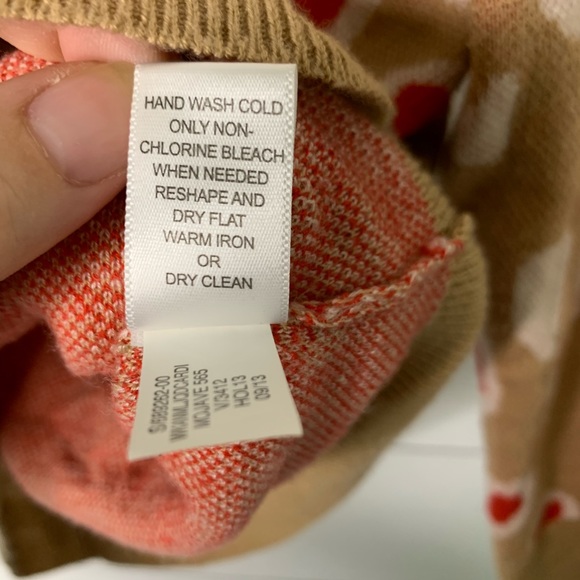 HAND WASH COLD
ONLY NON-
CHLORINE BLEACH
WHEN NEEDED
RESHAPE AND
DRY FLAT
WARM IRON
OR
DRY CLEAN
MOJAVE 565
V/3412
HOL13
09/13